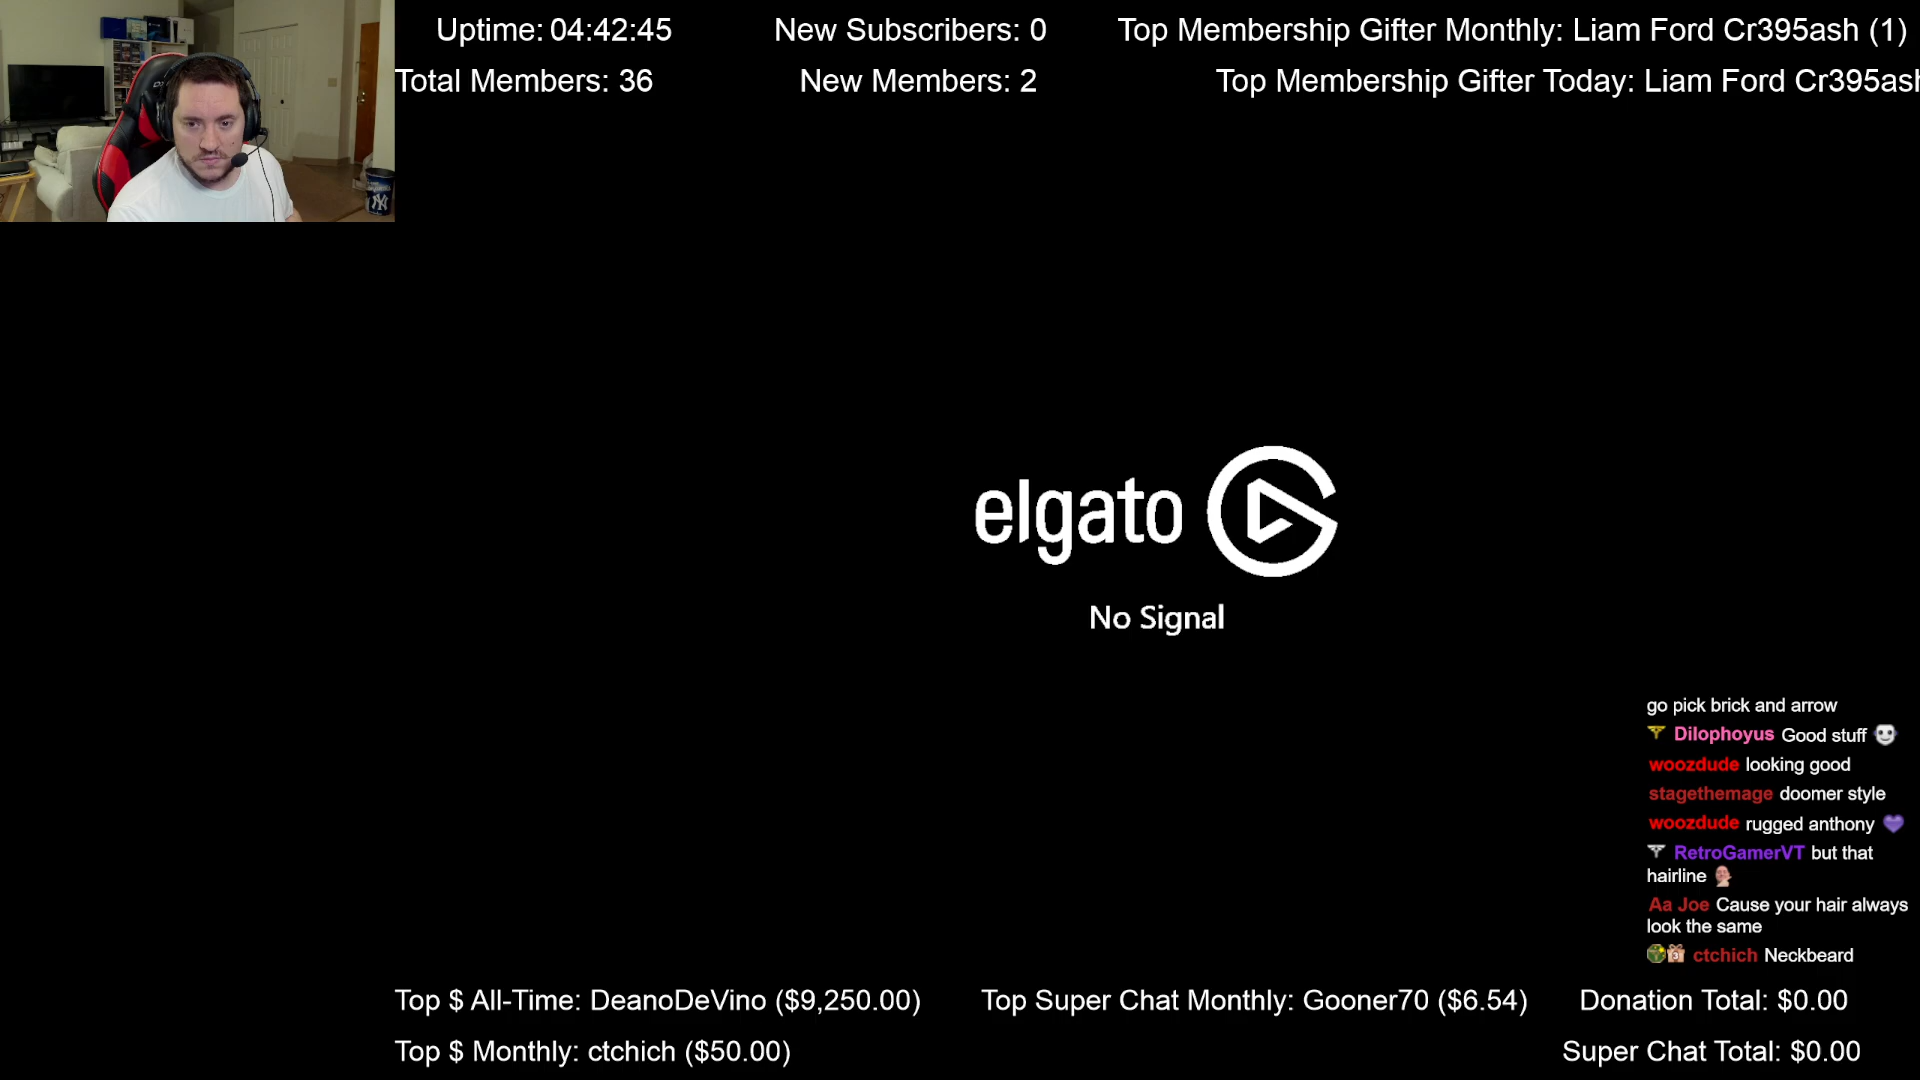 Uptime: 04:42:45
New Subscribers: 0
Top Membership Gifter Monthly: Liam Ford Cr395ash (1)
Total Members: 36
New Members: 2
Top Membership Gifter Today: Liam Ford Cr395ash
elgato
No Signal
go pick brick and arrow
Dilophoyus Good stuff
woozdude looking good
stagethemage doomer style
woozdude rugged anthony
RetroGamerVT but that
hairline
Aa Joe Cause your hair always
look the same
ctchich Neckbeard
Top $ All-Time: DeanoDeVino ($9,250.00)
Top Super Chat Monthly: Gooner70 ($6.54)
Donation Total: $0.00
Top $ Monthly: ctchich ($50.00)
Super Chat Total: $0.00